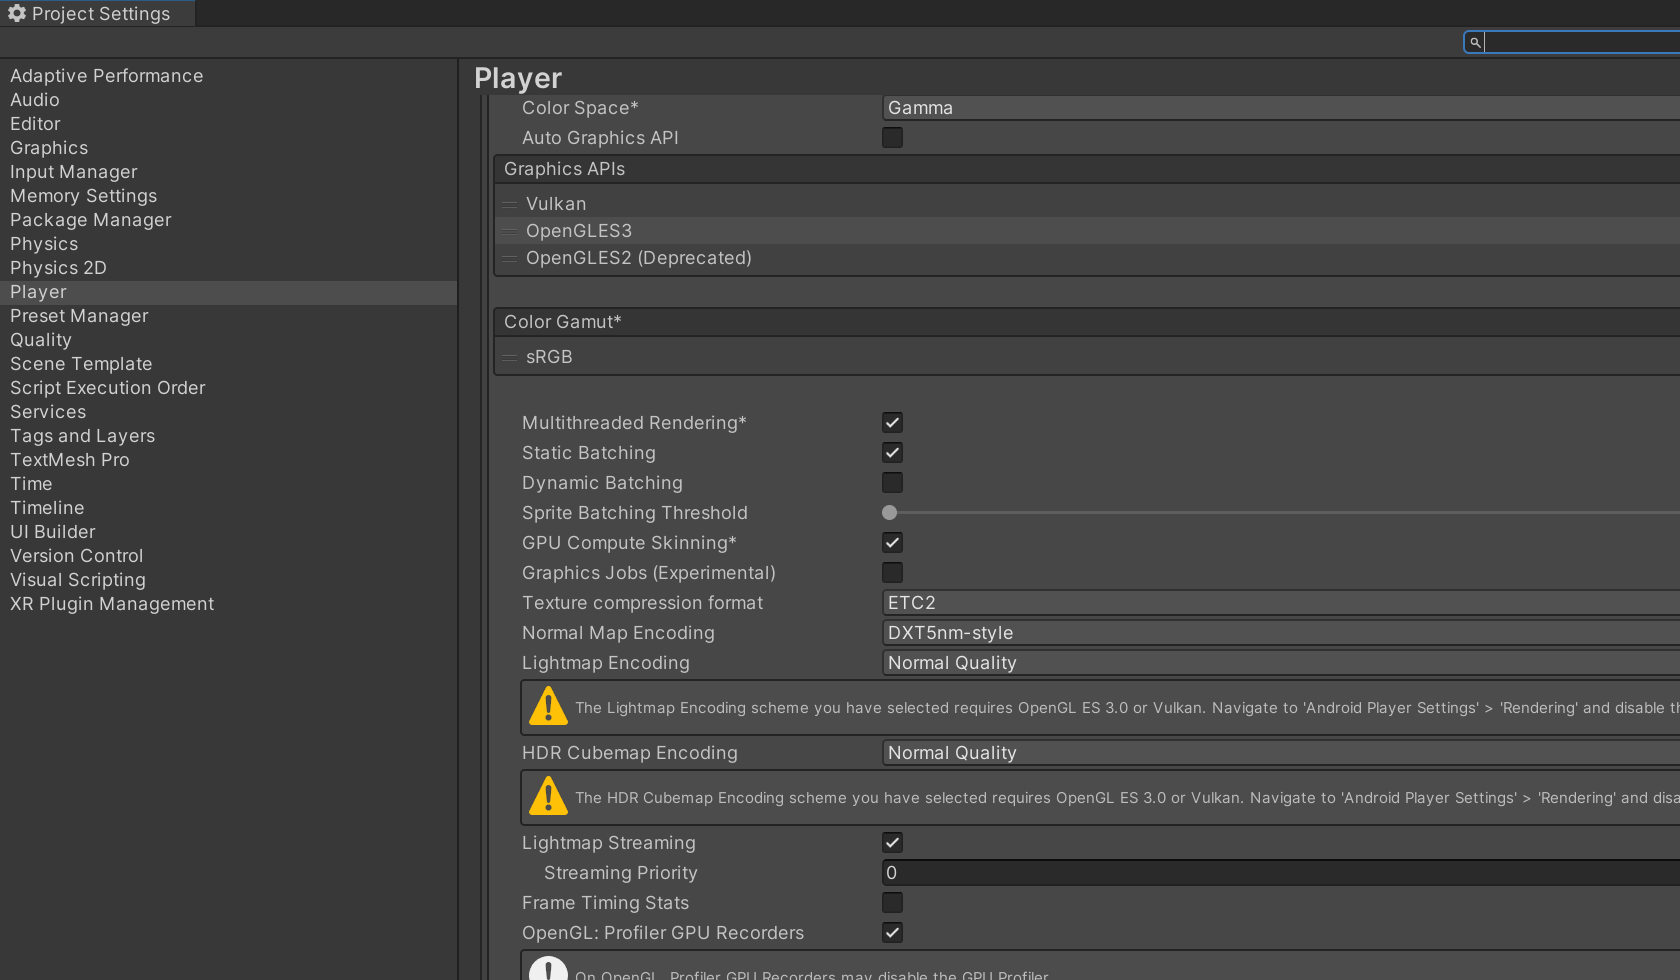 Project Settings
Adaptive Performance
Audio
Editor
Graphics
Input Manager
Memory Settings
Package Manager
Physics
Physics 2D
Player
Preset Manager
Quality
Scene Template
Script Execution Order
Services
Tags and Layers
TextMesh Pro
Time
Timeline
UI Builder
Version Control
Visual Scripting
XR Plugin Management
Player
Color Space* Gamma
Auto Graphics API
Graphics APIs
Vulkan
OpenGLES3
OpenGLES2 (Deprecated)
Color Gamut*
sRGB
Multithreaded Rendering*
Static Batching
Dynamic Batching
Sprite Batching Threshold
GPU Compute Skinning*
Graphics Jobs (Experimental)
Texture compression format ETC2
Normal Map Encoding DXT5nm-style
Lightmap Encoding Normal Quality
The Lightmap Encoding scheme you have selected requires OpenGL ES 3.0 or Vulkan. Navigate to 'Android Player Settings' > 'Rendering' and disable
HDR Cubemap Encoding Normal Quality
The HDR Cubemap Encoding scheme you have selected requires OpenGL ES 3.0 or Vulkan. Navigate to 'Android Player Settings' > 'Rendering' and
Lightmap Streaming
Streaming Priority 0
Frame Timing Stats
OpenGL: Profiler GPU Recorders
On OpenGL, Profiler GPU Recorders may disable the GPU Profiler.